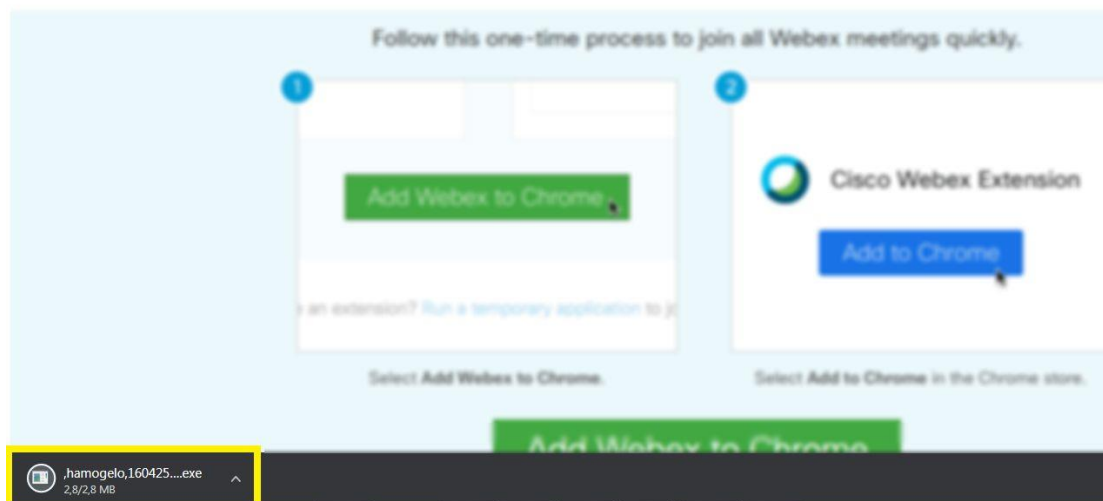 Follow this one-time process to join all Webex meetings quickly.
1
2
Add Webex to Chrome
Cisco Webex Extension
Add to Chrome
an extension? Run a temporary application to jo
Select Add Webex to Chrome.
Select Add to Chrome in the Chrome store.
Add Webex to Chrome
,hamogelo,160425....exe
2,8/2,8 MB